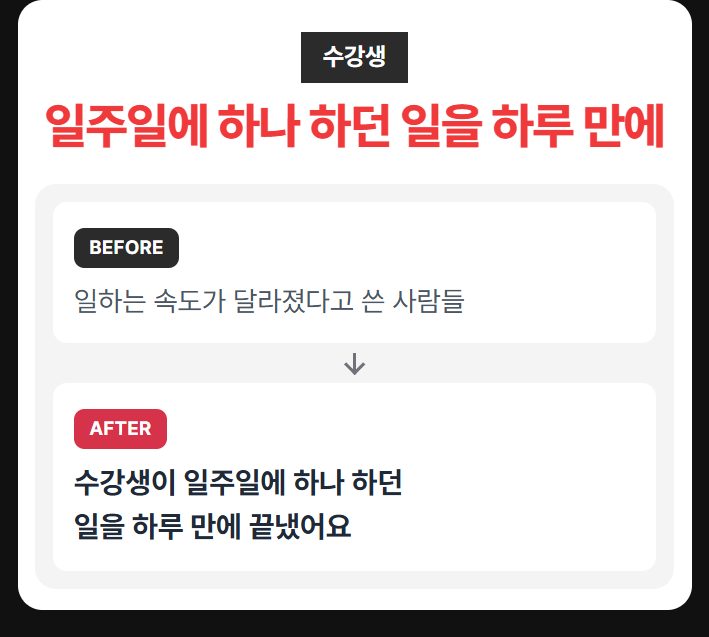 수강생
일주일에 하나 하던 일을 하루 만에
BEFORE
일하는 속도가 달라졌다고 쓴 사람들
↓
AFTER
수강생이 일주일에 하나 하던
일을 하루 만에 끝냈어요